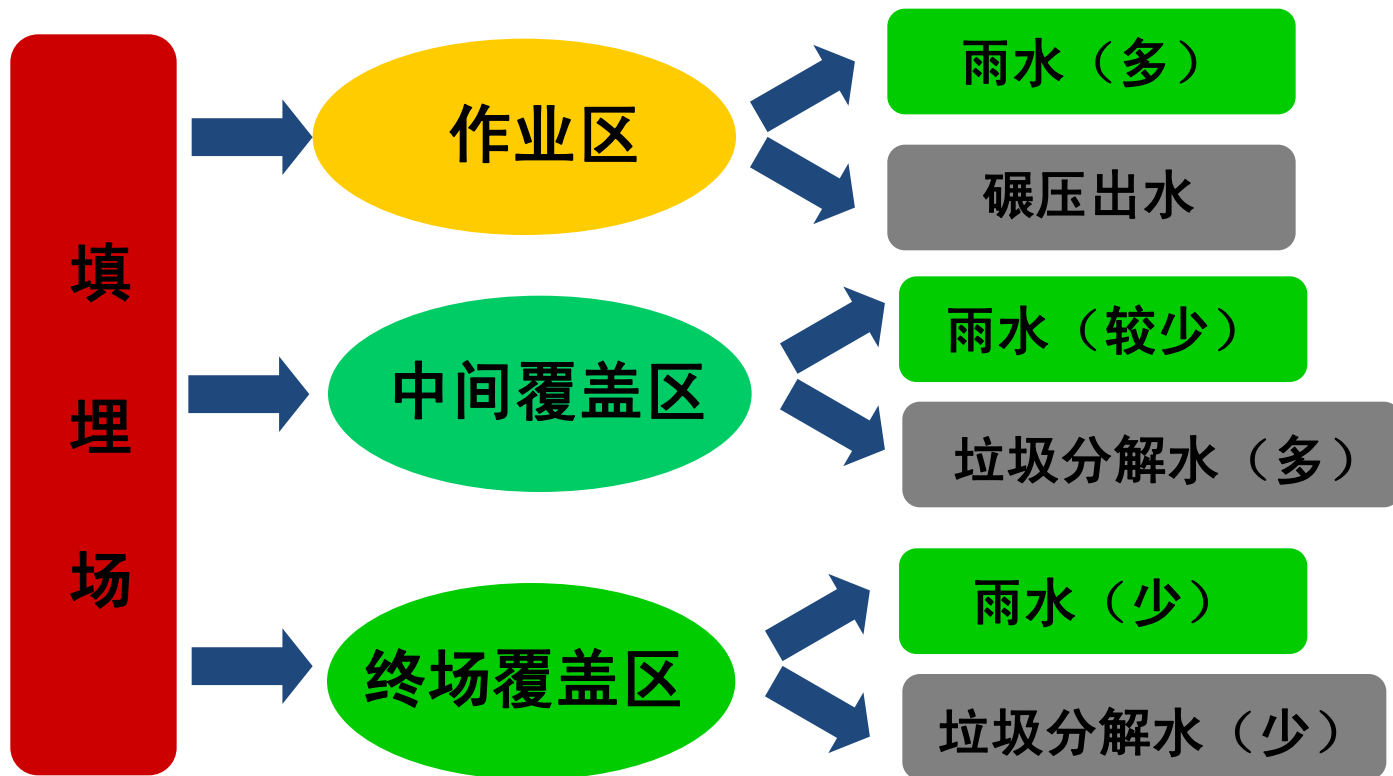 填
埋
场
作业区
雨水（多）
碾压出水
中间覆盖区
雨水（较少）
垃圾分解水（多）
终场覆盖区
雨水（少）
垃圾分解水（少）